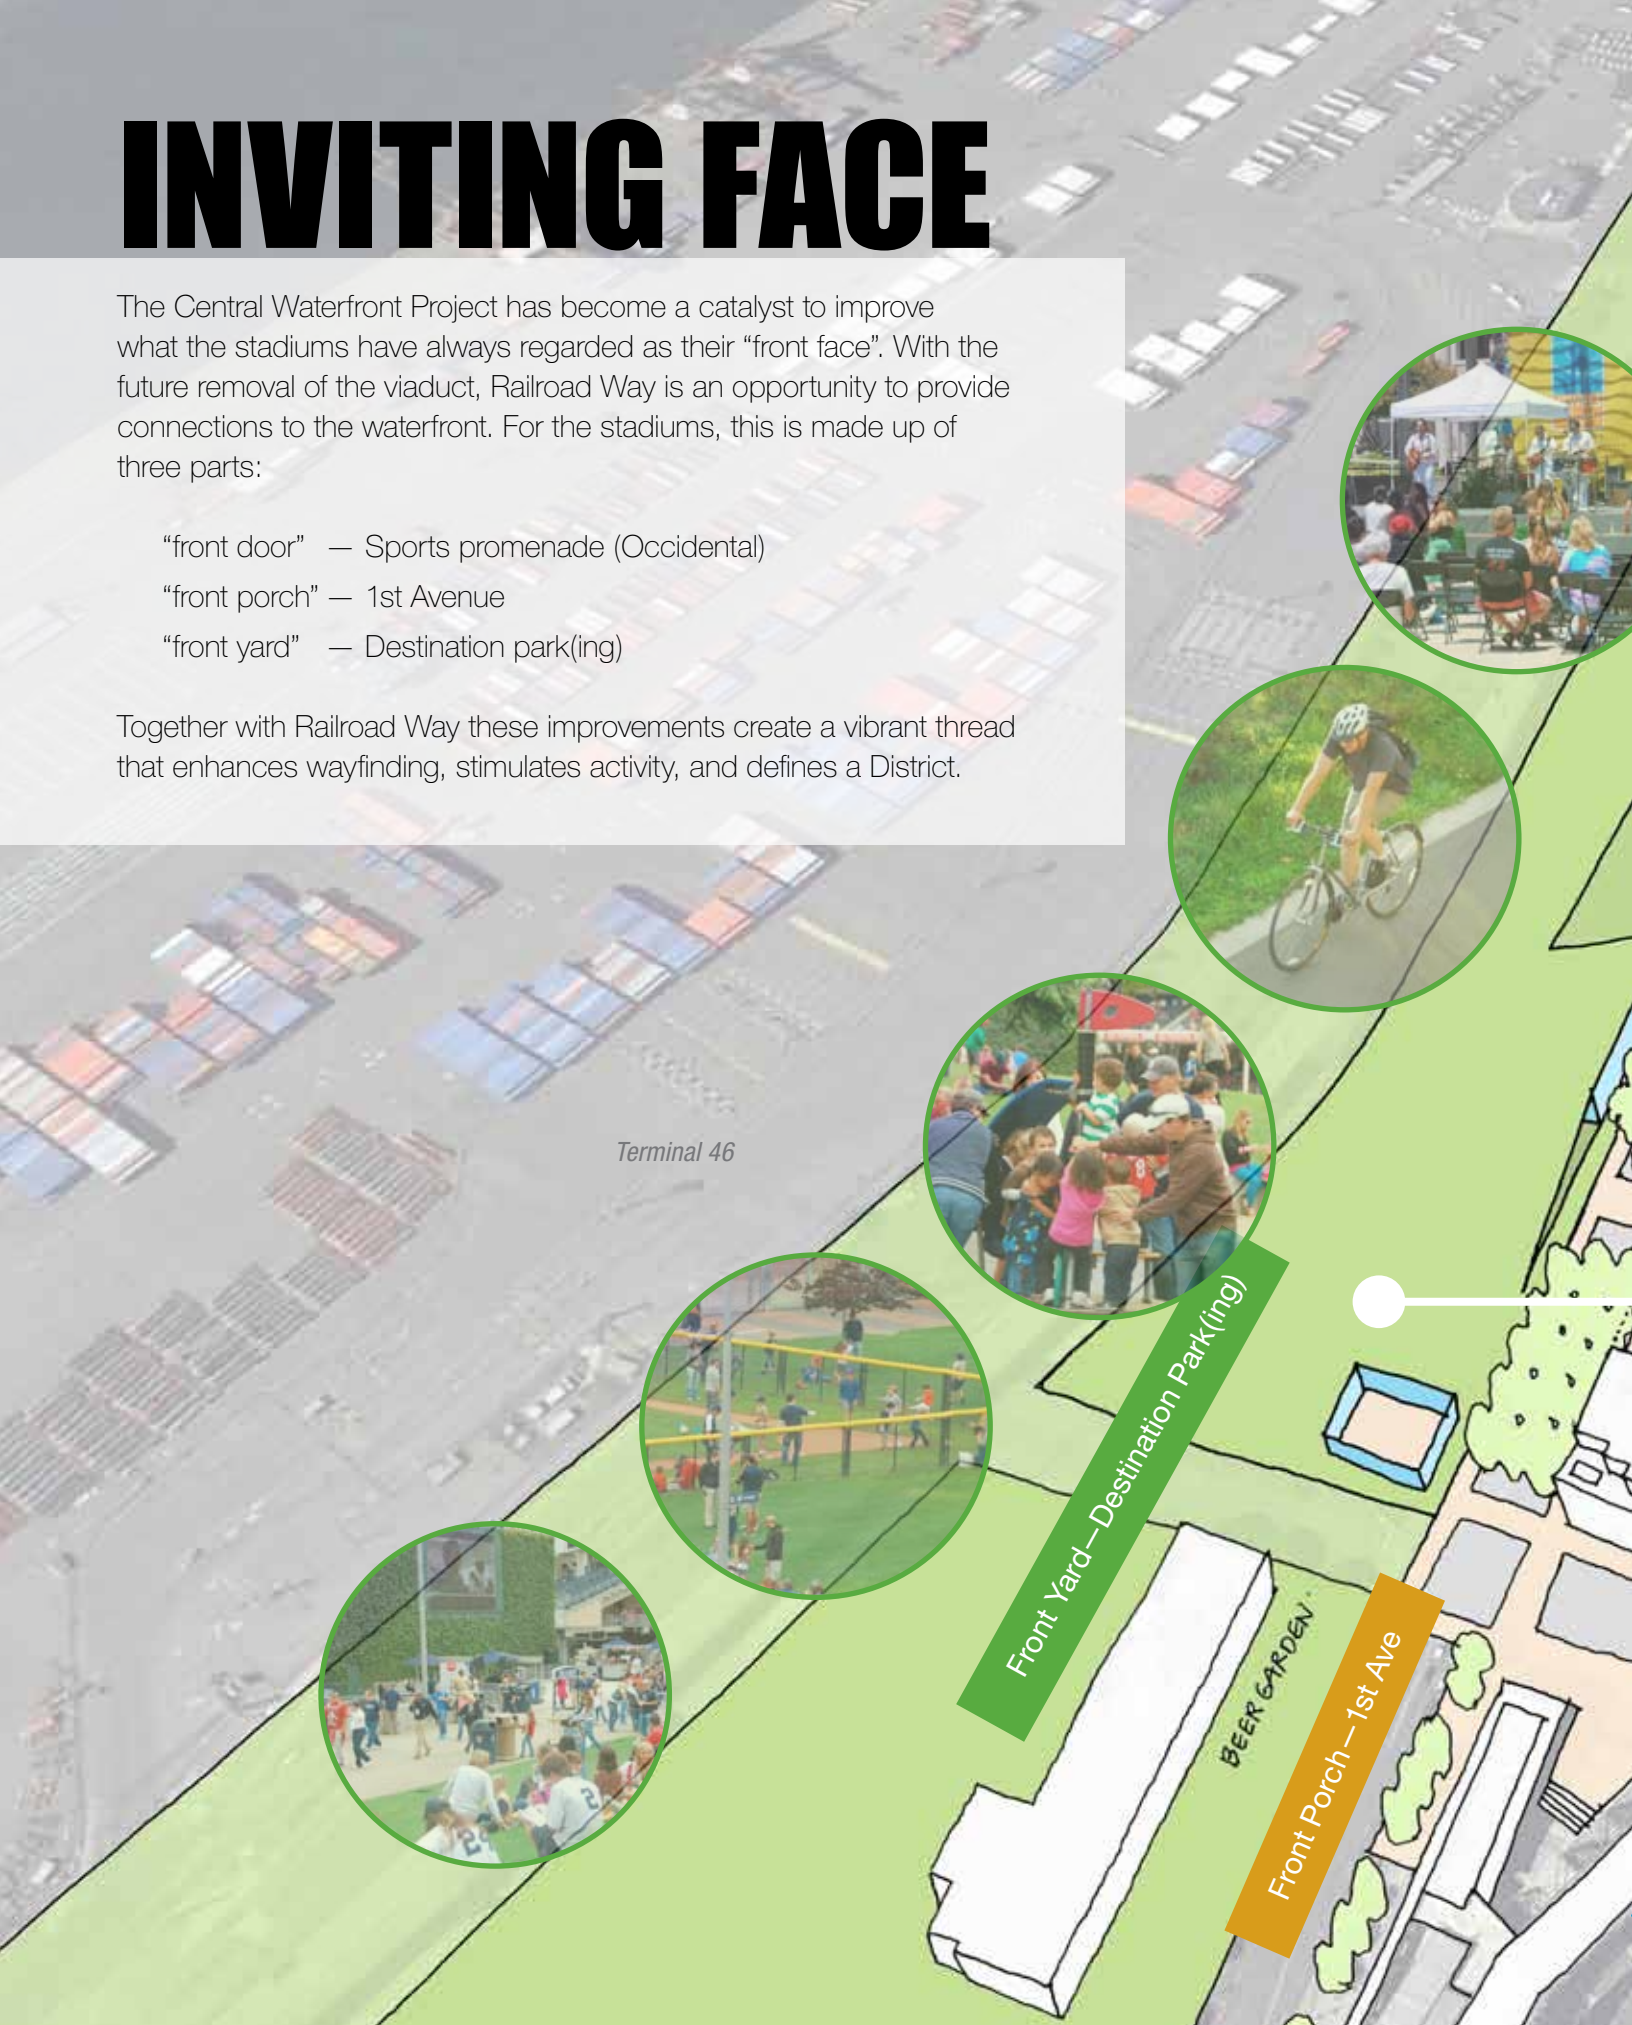 INVITING FACE
The Central Waterfront Project has become a catalyst to improve
what the stadiums have always regarded as their “front face”. With the
future removal of the viaduct, Railroad Way is an opportunity to provide
connections to the waterfront. For the stadiums, this is made up of
three parts:
“front door” — Sports promenade (Occidental)
“front porch” — 1st Avenue
“front yard” — Destination park(ing)
Together with Railroad Way these improvements create a vibrant thread
that enhances wayfinding, stimulates activity, and defines a District.
Terminal 46
Front Yard—Destination Park(ing)
BEER GARDEN
Front Porch—1st Ave